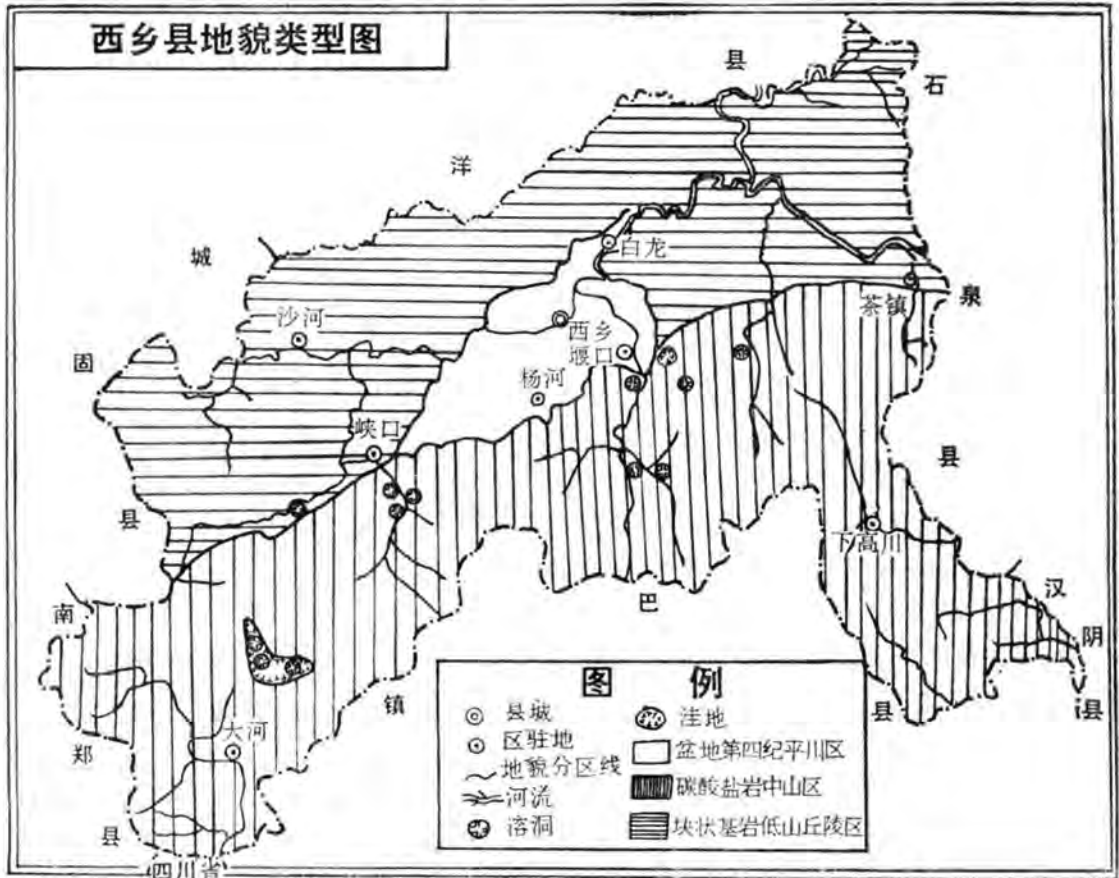 西乡县地貌类型图
县
石
洋
城
白龙
泉
茶镇
沙河
西乡
固
堰口
杨河
峡口
县
县
下高川
南
巴
汉
阴
镇
县
县
郑
大河
县
四川省
图 例
县城
洼地
区驻地
盆地第四纪平川区
地貌分区线
碳酸盐岩中山区
河流
溶洞
块状基岩低山丘陵区